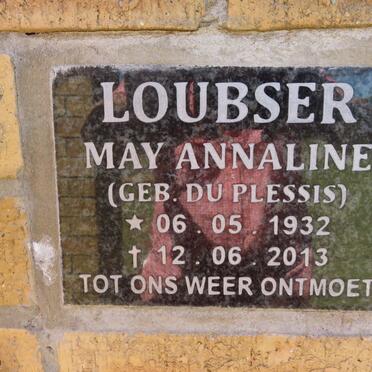 LOUBSER
MAY ANNALINE
(GEB. DU PLESSIS)
★ 06 . 05 . 1932
† 12 . 06 . 2013
TOT ONS WEER ONTMOET